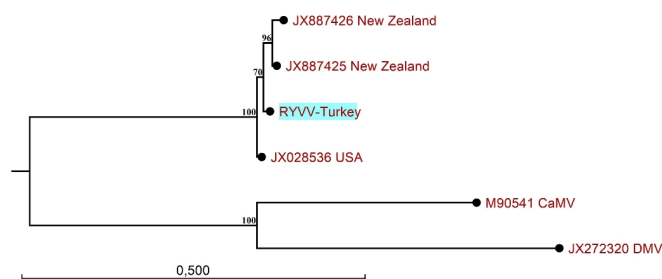 JX887426 New Zealand
96
JX887425 New Zealand
70
RYVV-Turkey
100
JX028536 USA
M90541 CaMV
100
JX272320 DMV
0,500